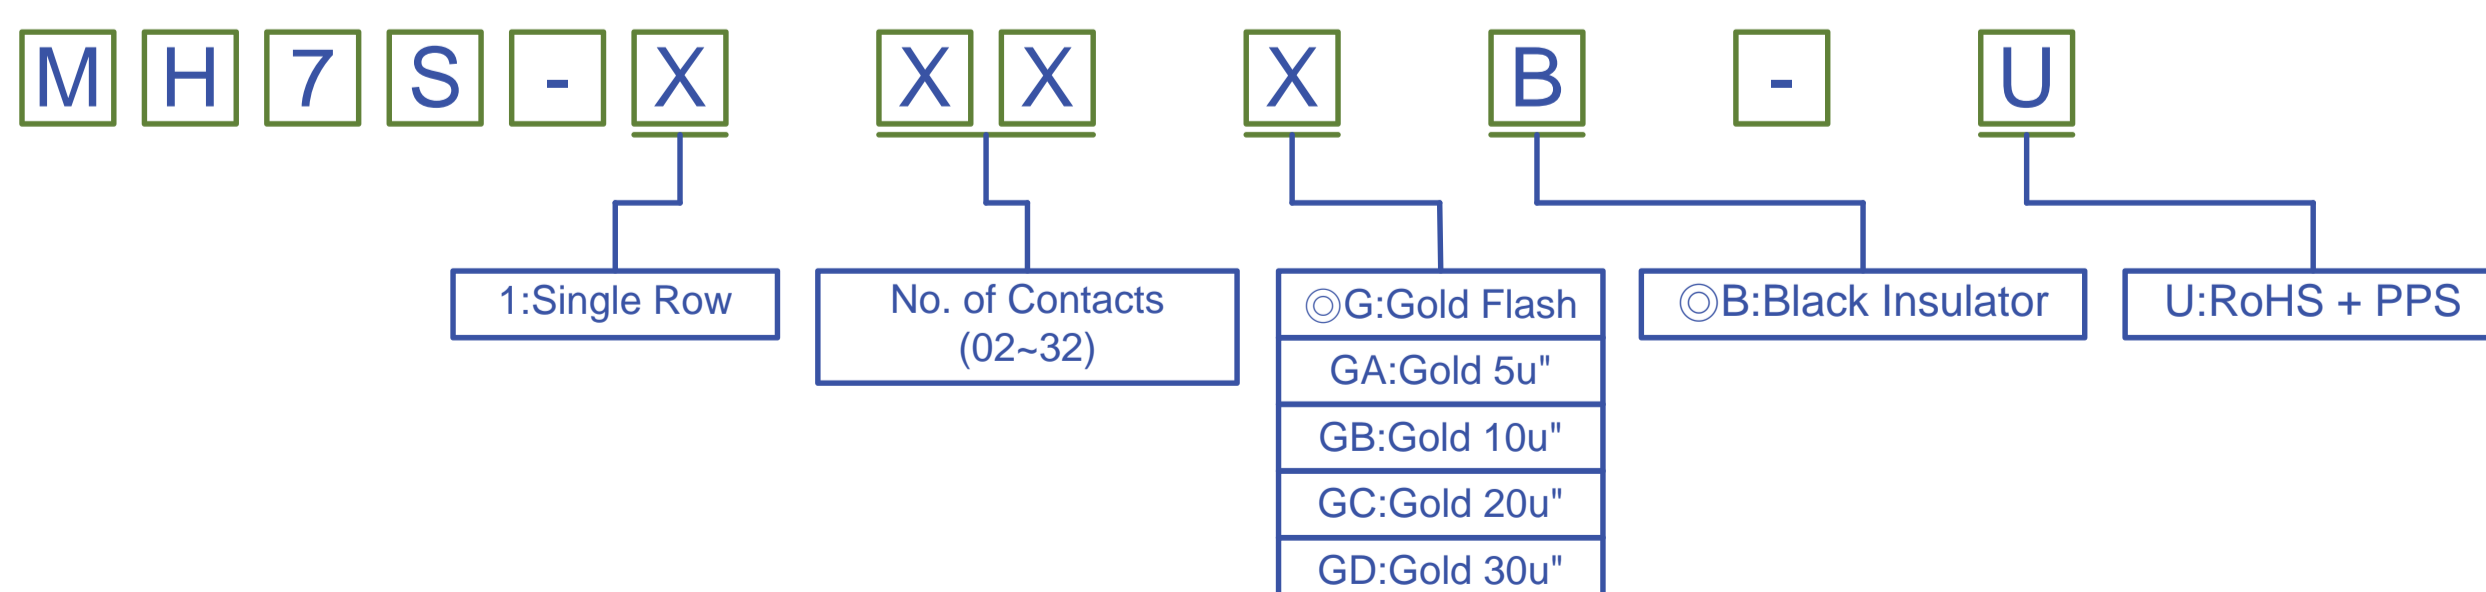 M H 7 S - X X X X B - U
1:Single Row
No. of Contacts
(02~32)
◎G:Gold Flash
GA:Gold 5u"
GB:Gold 10u"
GC:Gold 20u"
GD:Gold 30u"
◎B:Black Insulator
U:RoHS + PPS